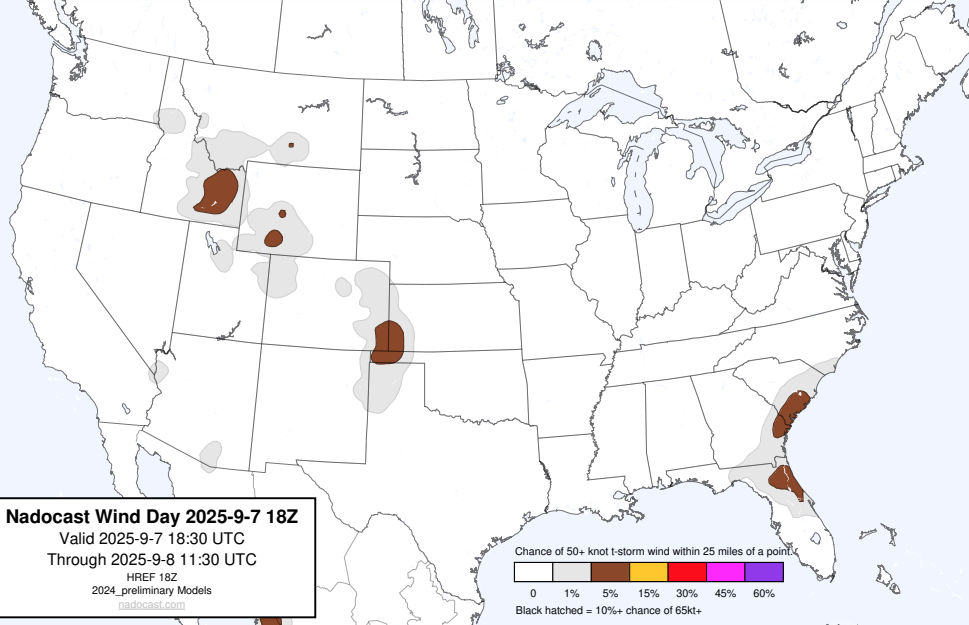 Nadocast Wind Day 2025-9-7 18Z
Valid 2025-9-7 18:30 UTC
Through 2025-9-8 11:30 UTC
HREF 18Z
2024_preliminary Models
nadocast.com
Chance of 50+ knot t-storm wind within 25 miles of a point.
0 1% 5% 15% 30% 45% 60%
Black hatched = 10%+ chance of 65kt+